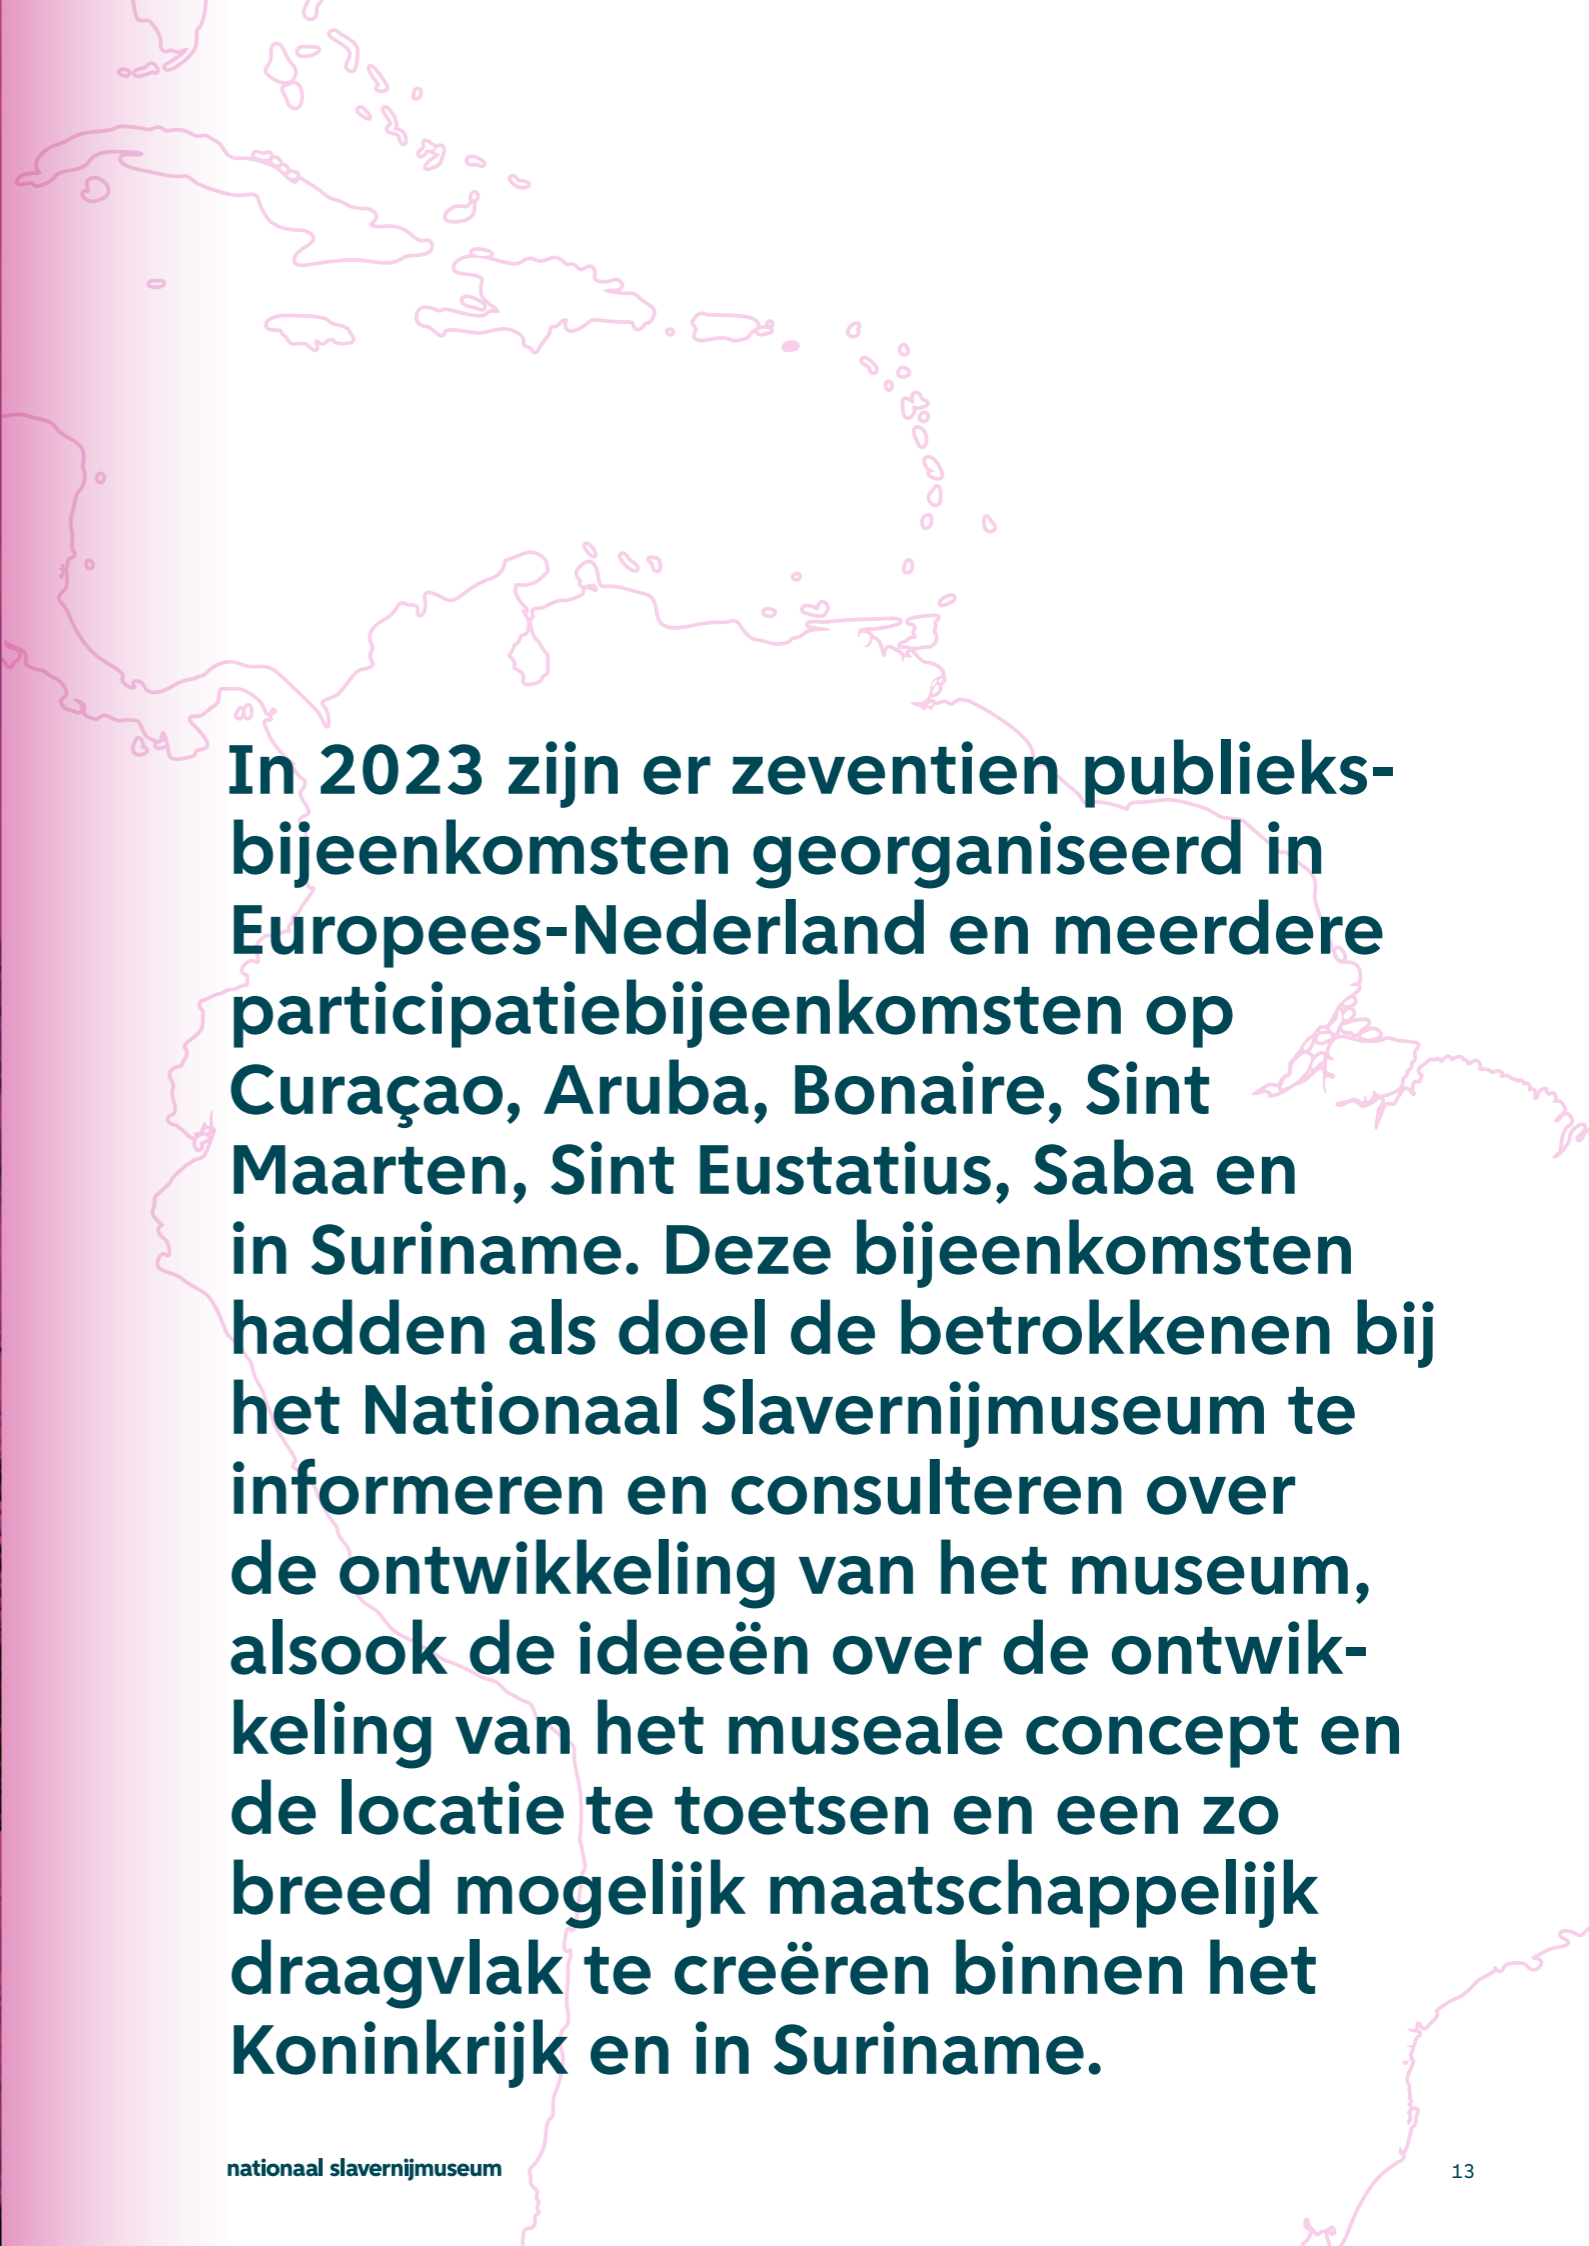 In 2023 zijn er zeventien publieks-
bijeenkomsten georganiseerd in
Europees-Nederland en meerdere
participatiebijeenkomsten op
Curaçao, Aruba, Bonaire, Sint
Maarten, Sint Eustatius, Saba en
in Suriname. Deze bijeenkomsten
hadden als doel de betrokkenen bij
het Nationaal Slavernijmuseum te
informeren en consulteren over
de ontwikkeling van het museum,
alsook de ideeën over de ontwik-
keling van het museale concept en
de locatie te toetsen en een zo
breed mogelijk maatschappelijk
draagvlak te creëren binnen het
Koninkrijk en in Suriname.
nationaal slavernijmuseum
13